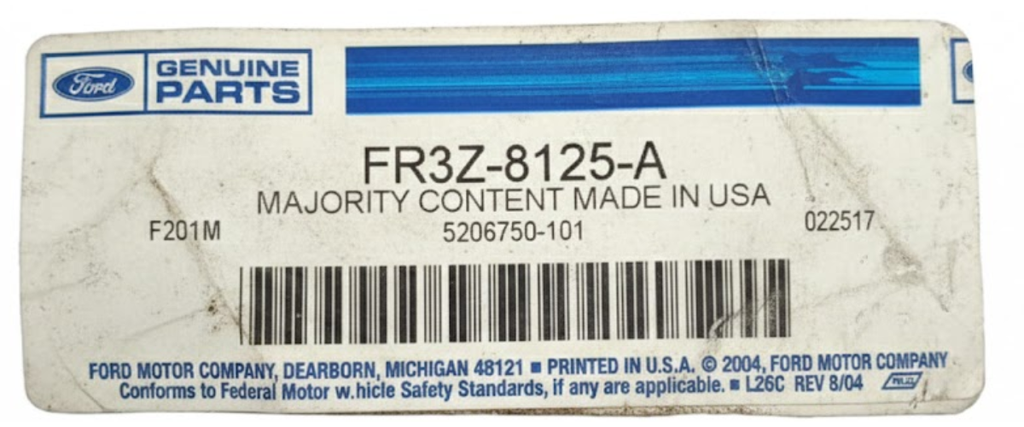 Ford GENUINE PARTS
FR3Z-8125-A
MAJORITY CONTENT MADE IN USA
F201M 5206750-101 022517
FORD MOTOR COMPANY, DEARBORN, MICHIGAN 48121 ■ PRINTED IN U.S.A. © 2004, FORD MOTOR COMPANY
Conforms to Federal Motor w.hicle Safety Standards, if any are applicable. ■ L26C REV 8/04